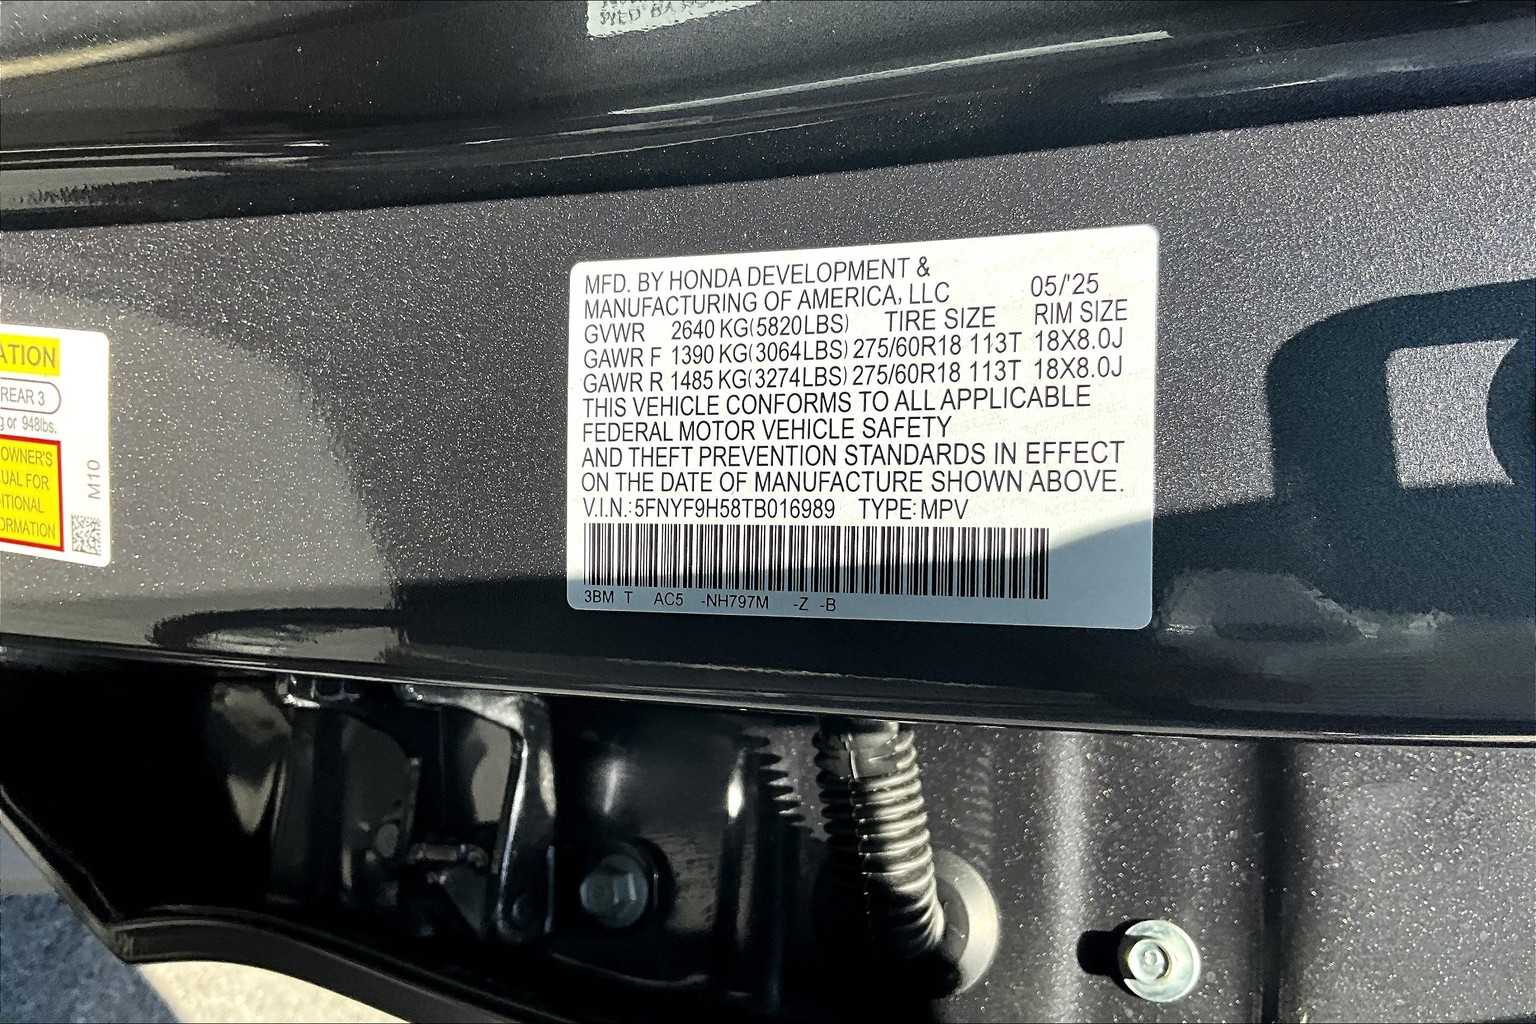 ATION
REAR 3
g or 948lbs.
OWNER'S
UAL FOR
DITIONAL
ORMATION
M10
MFD. BY HONDA DEVELOPMENT &
MANUFACTURING OF AMERICA, LLC 05/'25
GVWR 2640 KG(5820LBS) TIRE SIZE RIM SIZE
GAWR F 1390 KG(3064LBS) 275/60R18 113T 18X8.0J
GAWR R 1485 KG(3274LBS) 275/60R18 113T 18X8.0J
THIS VEHICLE CONFORMS TO ALL APPLICABLE
FEDERAL MOTOR VEHICLE SAFETY
AND THEFT PREVENTION STANDARDS IN EFFECT
ON THE DATE OF MANUFACTURE SHOWN ABOVE.
V.I.N.: 5FNYF9H58TB016989 TYPE: MPV
3BM T AC5 -NH797M -Z -B